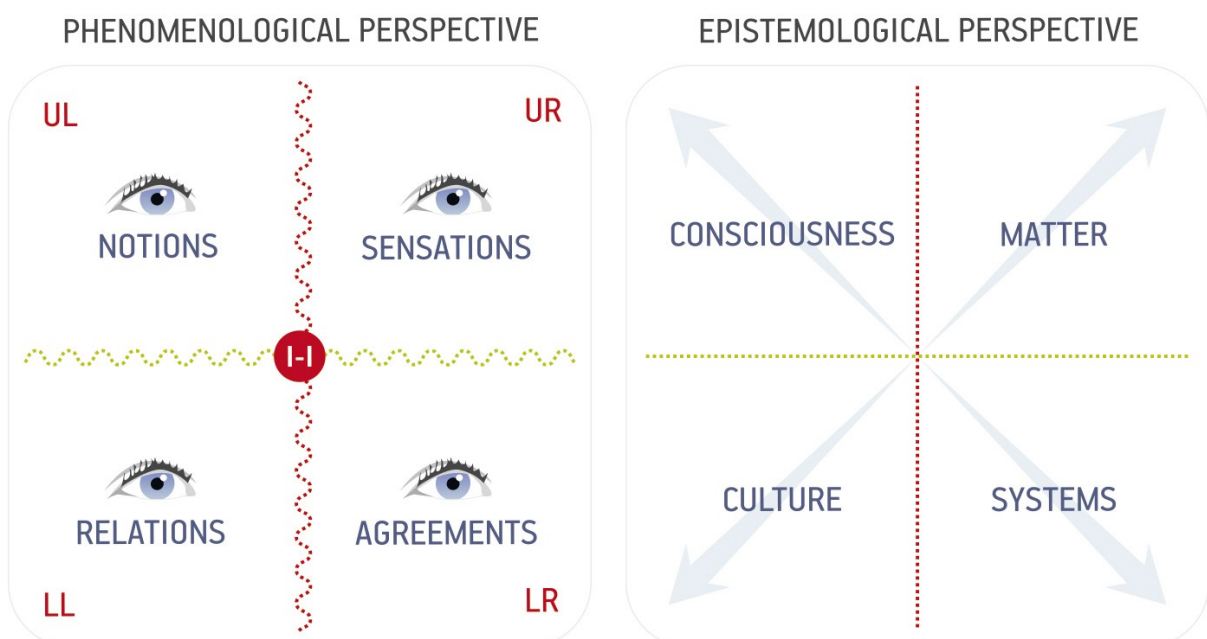 PHENOMENOLOGICAL PERSPECTIVE
UL
UR
NOTIONS
SENSATIONS
I-I
RELATIONS
AGREEMENTS
LL
LR
EPISTEMOLOGICAL PERSPECTIVE
CONSCIOUSNESS
MATTER
CULTURE
SYSTEMS